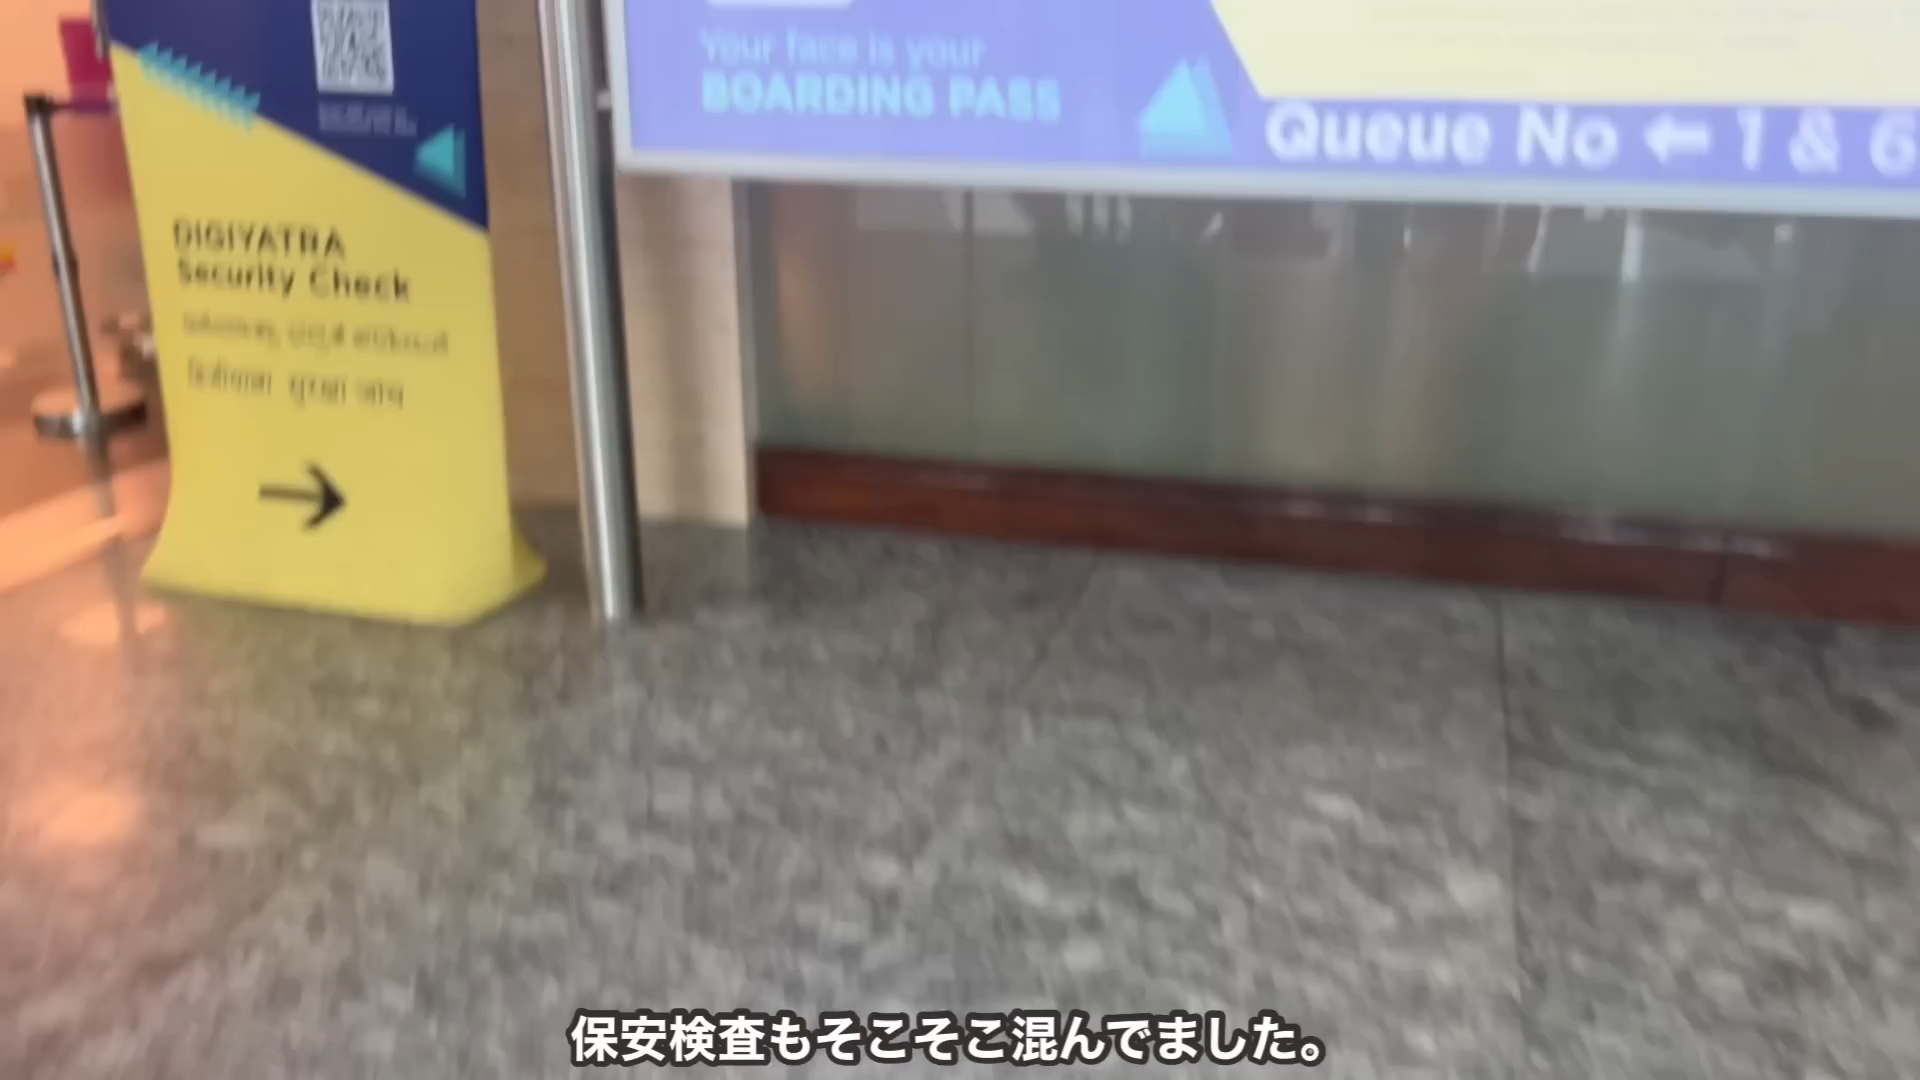 DIGIYATRA
Security Check
डिजीयात्रा सुरक्षा जांच
Your face is your
BOARDING PASS
Queue No ← 1 & 6
保安検査もそこそこ混んでました。